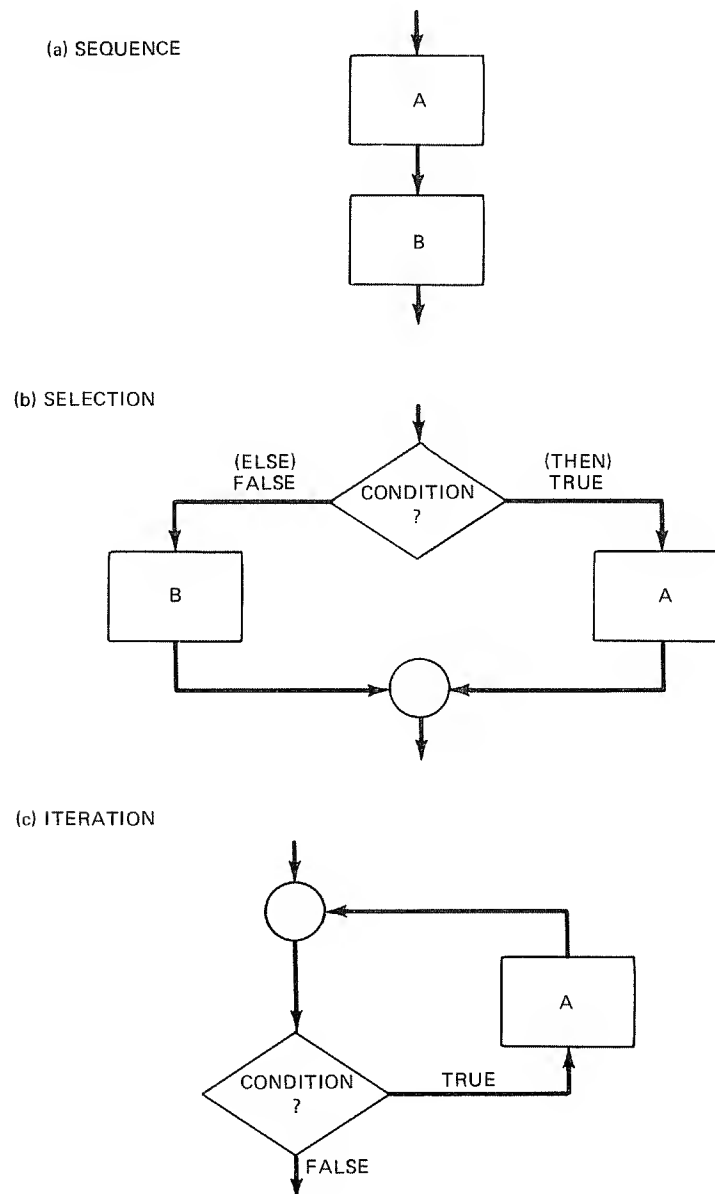 (a) SEQUENCE
A
B
(b) SELECTION
(ELSE)
FALSE
CONDITION
?
(THEN)
TRUE
B
A
(c) ITERATION
A
CONDITION
?
TRUE
FALSE